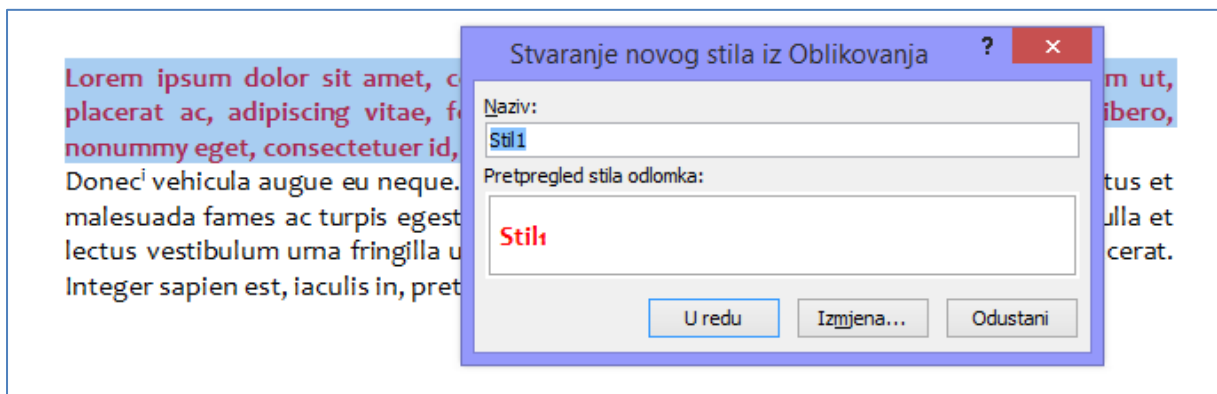 Stvaranje novog stila iz Oblikovanja ? ×
Lorem ipsum dolor sit amet, c m ut,
placerat ac, adipiscing vitae, f ibero,
nonummy eget, consectetuer id,
Donecⁱ vehicula augue eu neque. tus et
malesuada fames ac turpis egest ulla et
lectus vestibulum urna fringilla u cerat.
Integer sapien est, iaculis in, pret
Naziv:
Stil1
Pretpregled stila odlomka:
Stil1
U redu Izmjena... Odustani